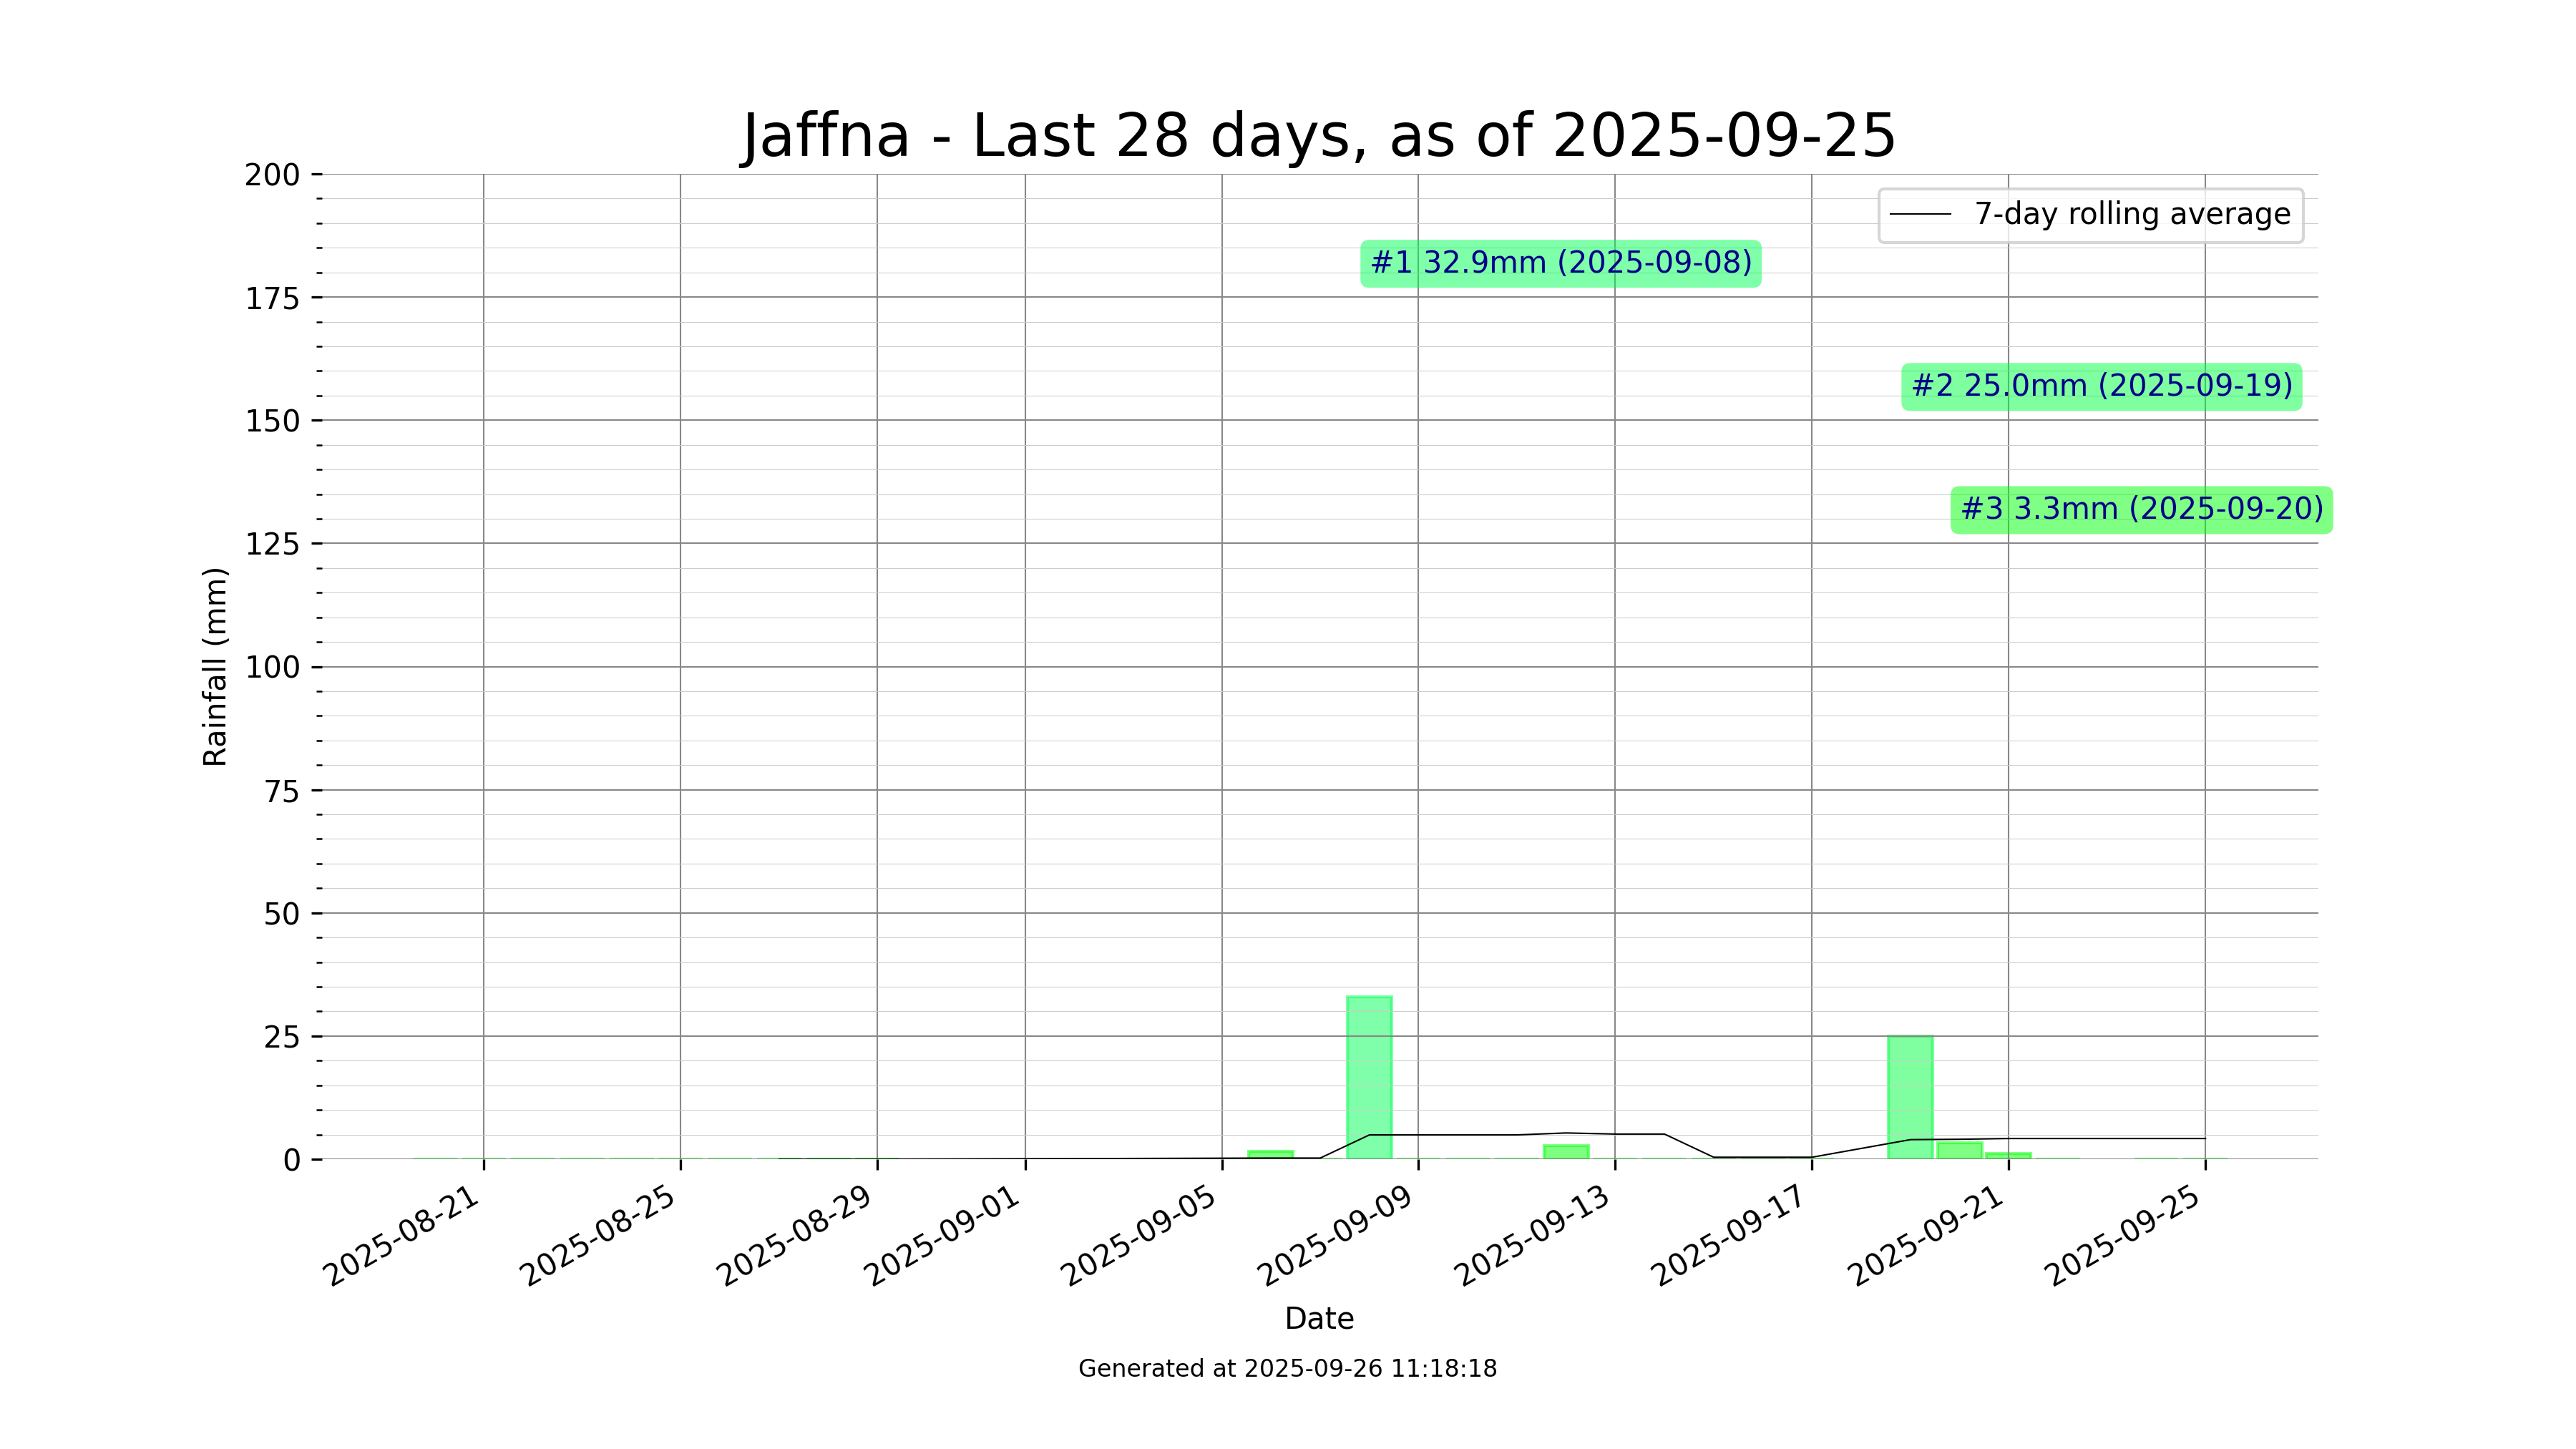 Jaffna - Last 28 days, as of 2025-09-25
200
175
150
125
100
75
50
25
0
Rainfall (mm)
7-day rolling average
#1 32.9mm (2025-09-08)
#2 25.0mm (2025-09-19)
#3 3.3mm (2025-09-20)
2025-08-21
2025-08-25
2025-08-29
2025-09-01
2025-09-05
2025-09-09
2025-09-13
2025-09-17
2025-09-21
2025-09-25
Date
Generated at 2025-09-26 11:18:18